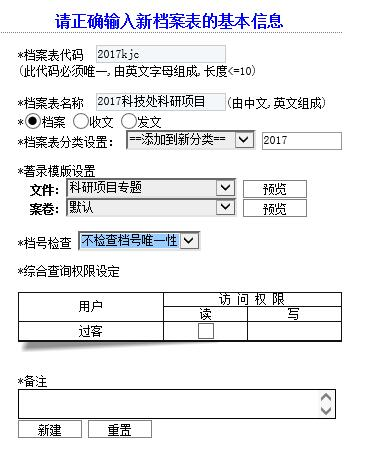 请正确输入新档案表的基本信息
*档案表代码 2017kjc
(此代码必须唯一,由英文字母组成,长度<=10)
*档案表名称 2017科技处科研项目 (由中文,英文组成)
* 档案 收文 发文
*档案表分类设置: ==添加到新分类== 2017
*著录模版设置
文件: 科研项目专题 预览
案卷: 默认 预览
*档号检查 不检查档号唯一性
*综合查询权限设定
用户 访 问 权 限
读 写
过客
*备注
新建 重置